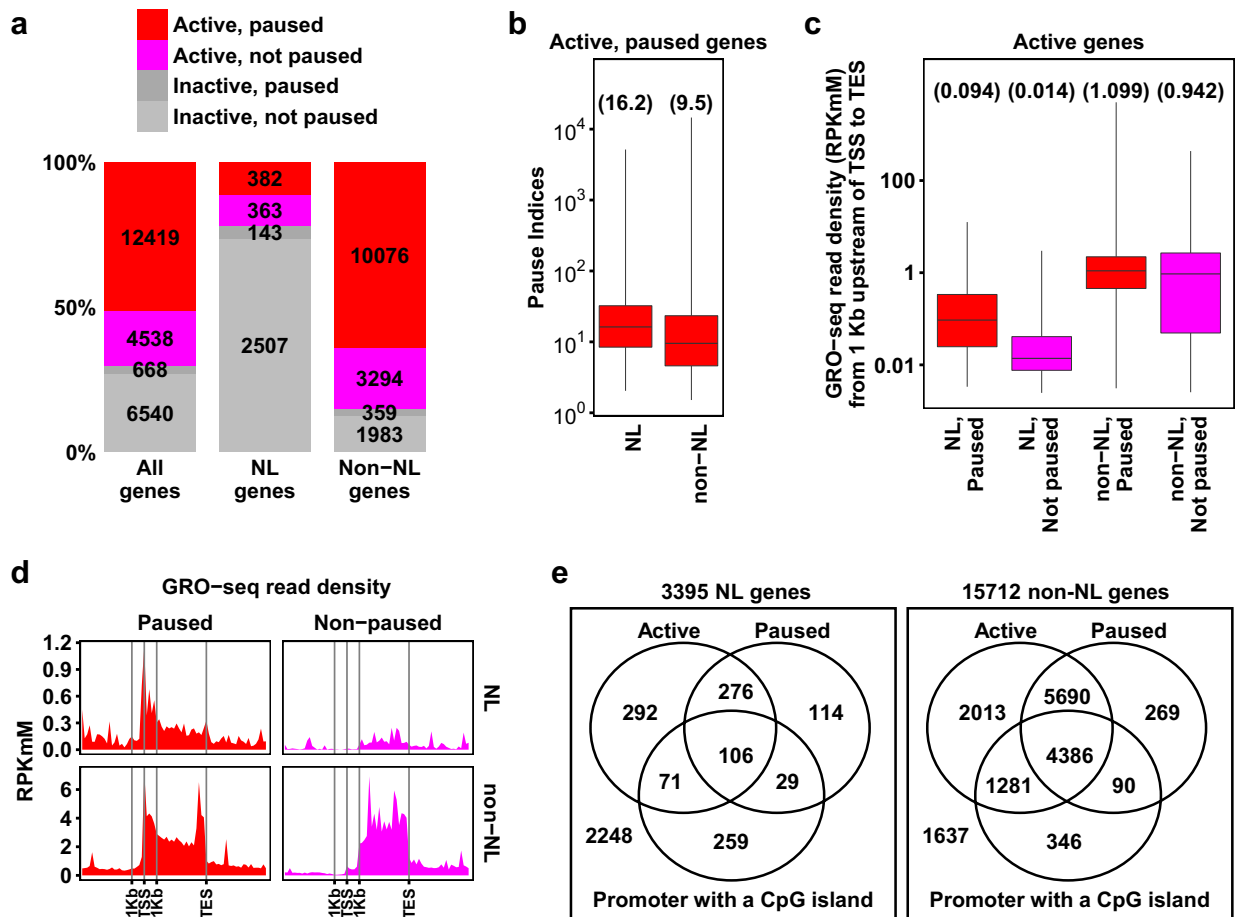 a
Active, paused
Active, not paused
Inactive, paused
Inactive, not paused
100%
50%
0%
12419
4538
668
6540
382
363
143
2507
10076
3294
359
1983
All genes
NL genes
Non−NL genes
b
Active, paused genes
Pause Indices
(16.2)
(9.5)
10^4
10^3
10^2
10^1
10^0
NL
non−NL
c
Active genes
GRO−seq read density (RPKmM)
from 1 Kb upstream of TSS to TES
(0.094)
(0.014)
(1.099)
(0.942)
100
1
0.01
NL, Paused
NL, Not paused
non−NL, Paused
non−NL, Not paused
d
GRO−seq read density
Paused
Non−paused
RPKmM
1.2
0.9
0.6
0.3
0.0
NL
6
4
2
0
non−NL
1Kb
TSS
1Kb
TES
1Kb
TSS
1Kb
TES
e
3395 NL genes
Active
Paused
292
276
114
106
71
29
2248
259
Promoter with a CpG island
15712 non-NL genes
Active
Paused
2013
5690
269
4386
1281
90
1637
346
Promoter with a CpG island